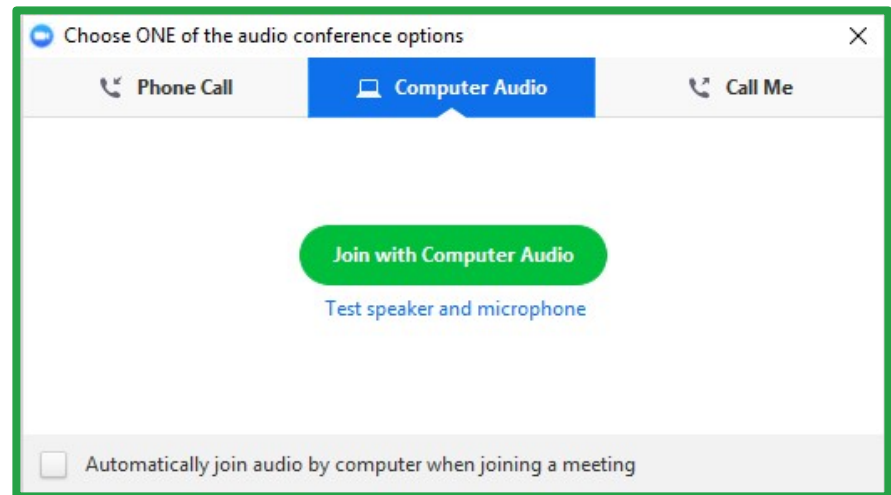 Choose ONE of the audio conference options
Phone Call Computer Audio Call Me
Join with Computer Audio
Test speaker and microphone
Automatically join audio by computer when joining a meeting